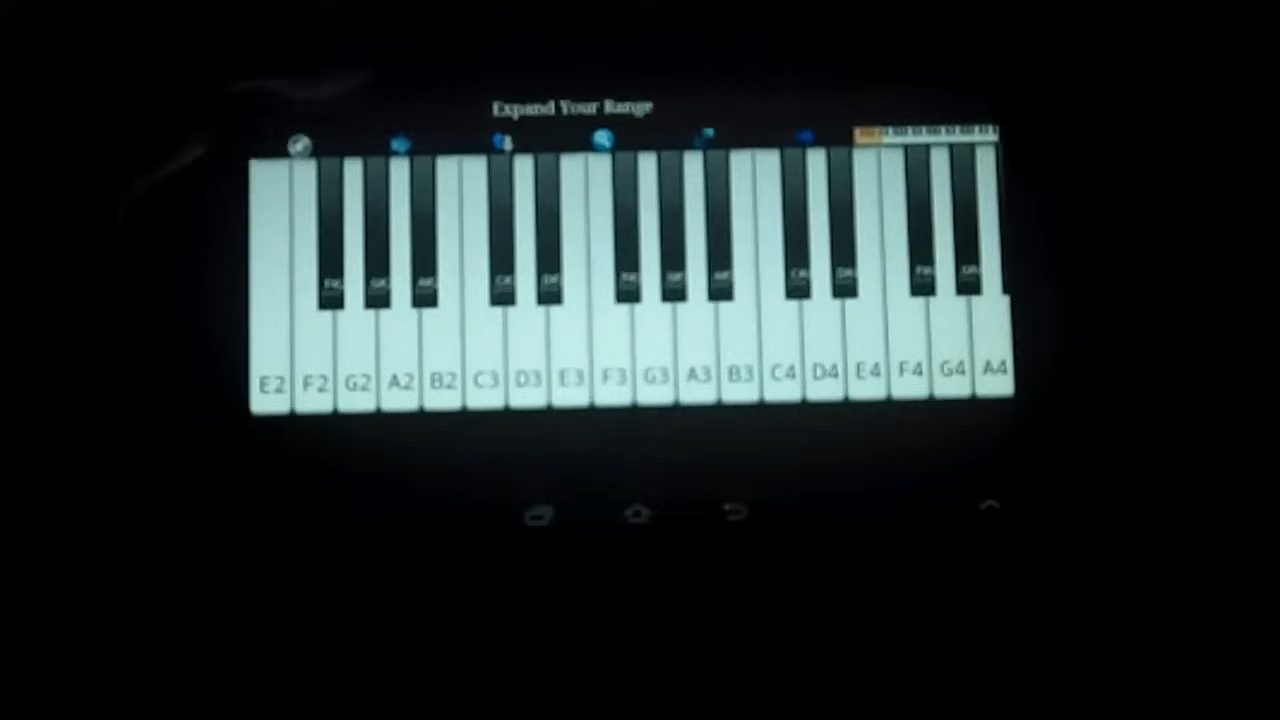 Expand Your Range
F# G# A# C# D# F# G# A# C# D# F# G#
E2 F2 G2 A2 B2 C3 D3 E3 F3 G3 A3 B3 C4 D4 E4 F4 G4 A4